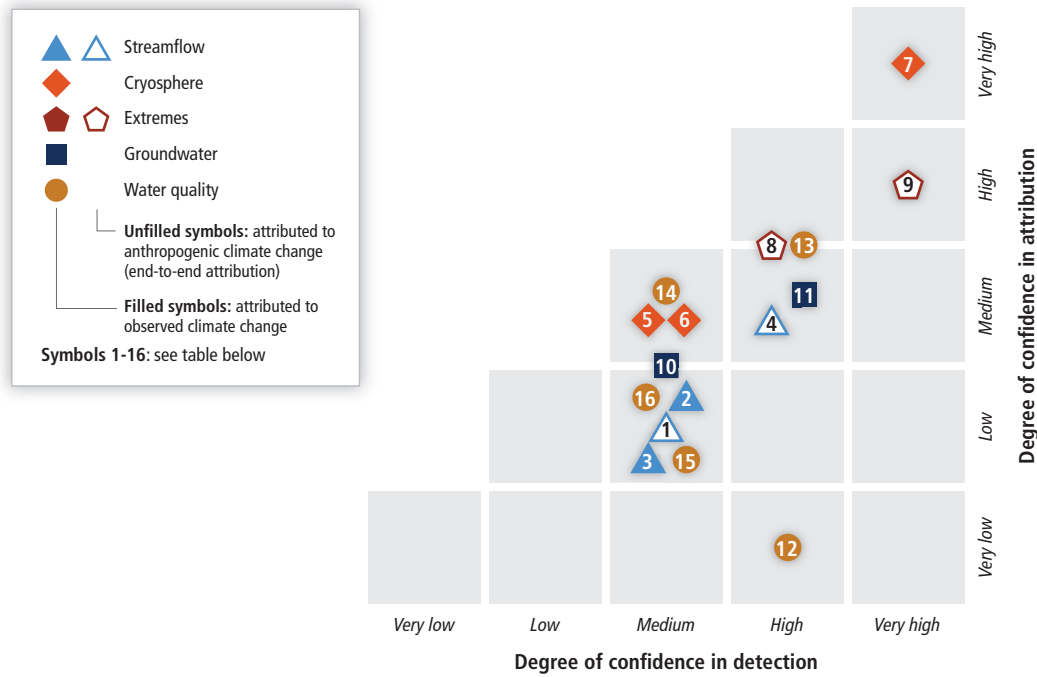 Streamflow
Cryosphere
Extremes
Groundwater
Water quality
Unfilled symbols: attributed to
anthropogenic climate change
(end-to-end attribution)
Filled symbols: attributed to
observed climate change
Symbols 1-16: see table below
7
9
8
13
14
11
5
6
4
10
16
2
1
3
15
12
Very high
High
Medium
Low
Very low
Degree of confidence in attribution
Very low
Low
Medium
High
Very high
Degree of confidence in detection